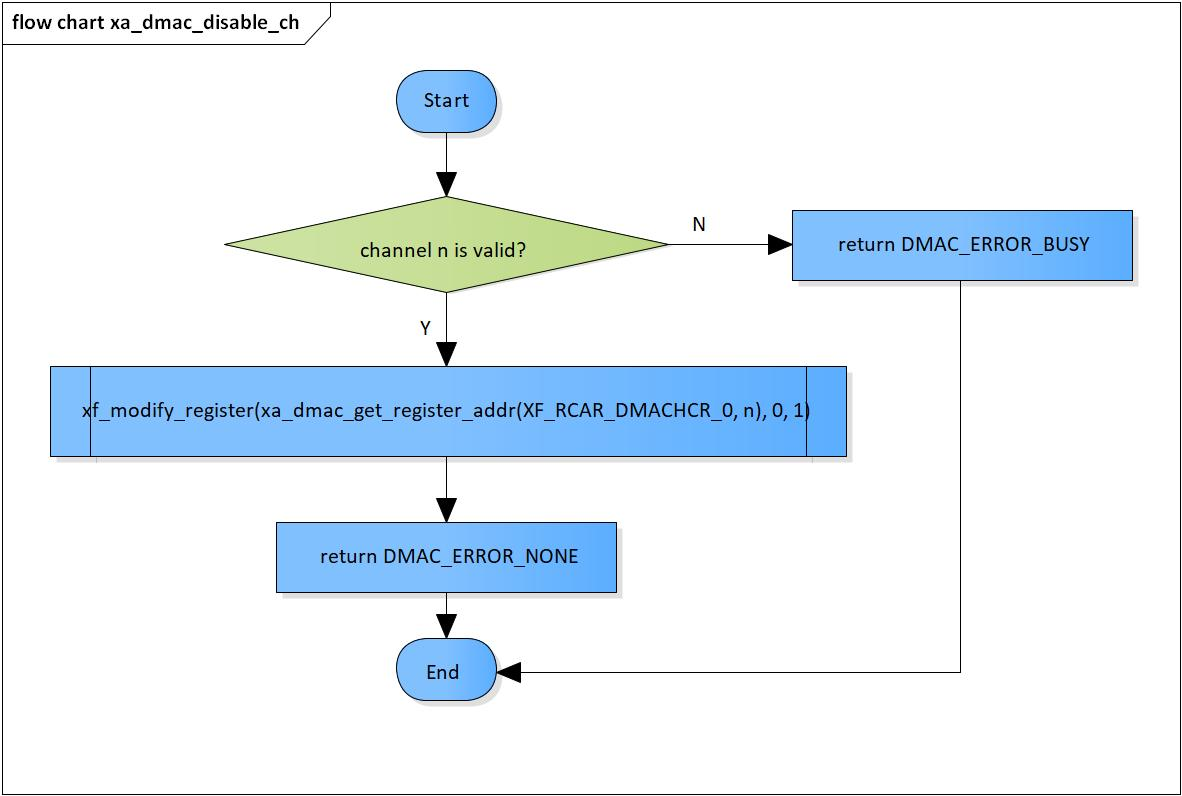 flow chart xa_dmac_disable_ch
Start
channel n is valid?
N
return DMAC_ERROR_BUSY
Y
xf_modify_register(xa_dmac_get_register_addr(XF_RCAR_DMACHCR_0, n), 0, 1)
return DMAC_ERROR_NONE
End